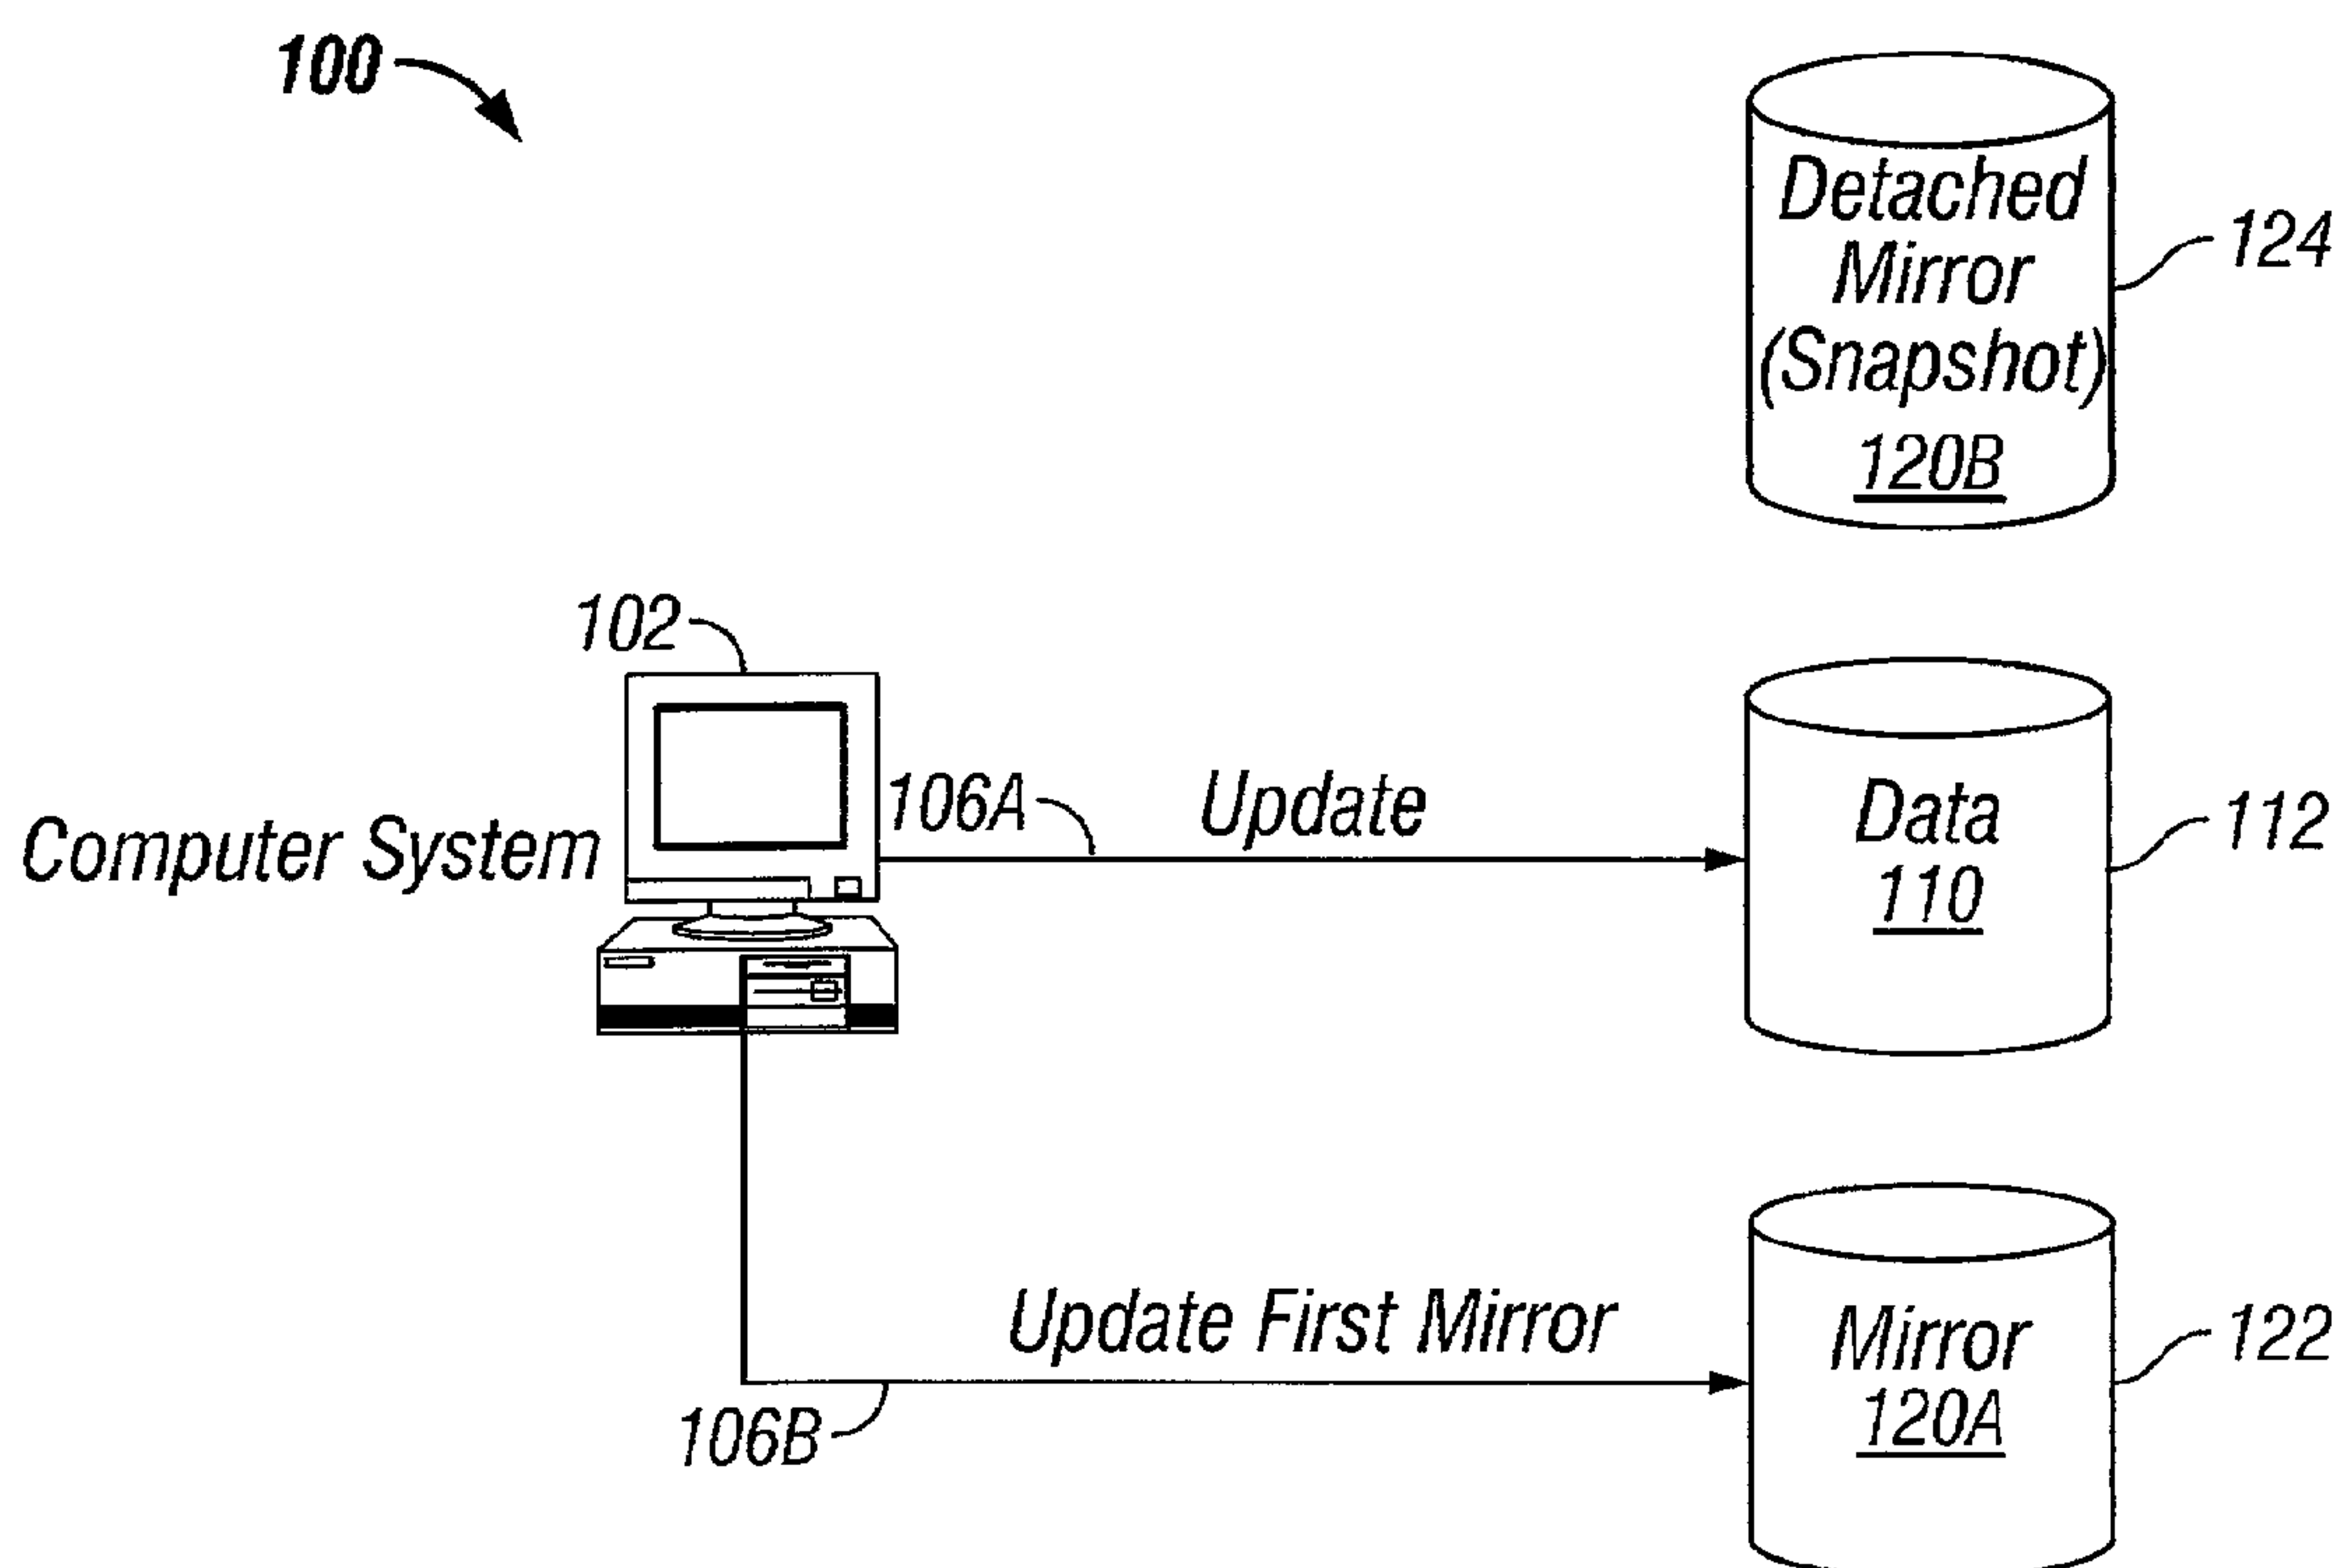 100
Detached
Mirror
(Snapshot)
120B
124
102
Computer System
106A
Update
Data
110
112
Update First Mirror
106B
Mirror
120A
122